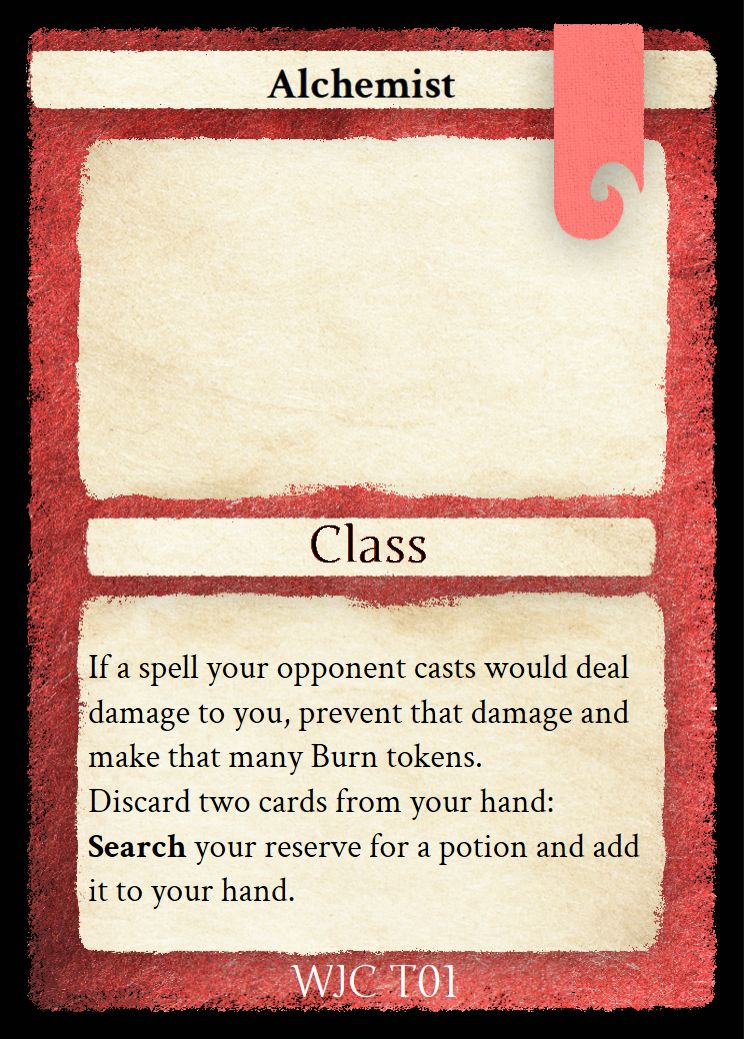 Alchemist
Class
If a spell your opponent casts would deal
damage to you, prevent that damage and
make that many Burn tokens.
Discard two cards from your hand:
Search your reserve for a potion and add
it to your hand.
WJC T01